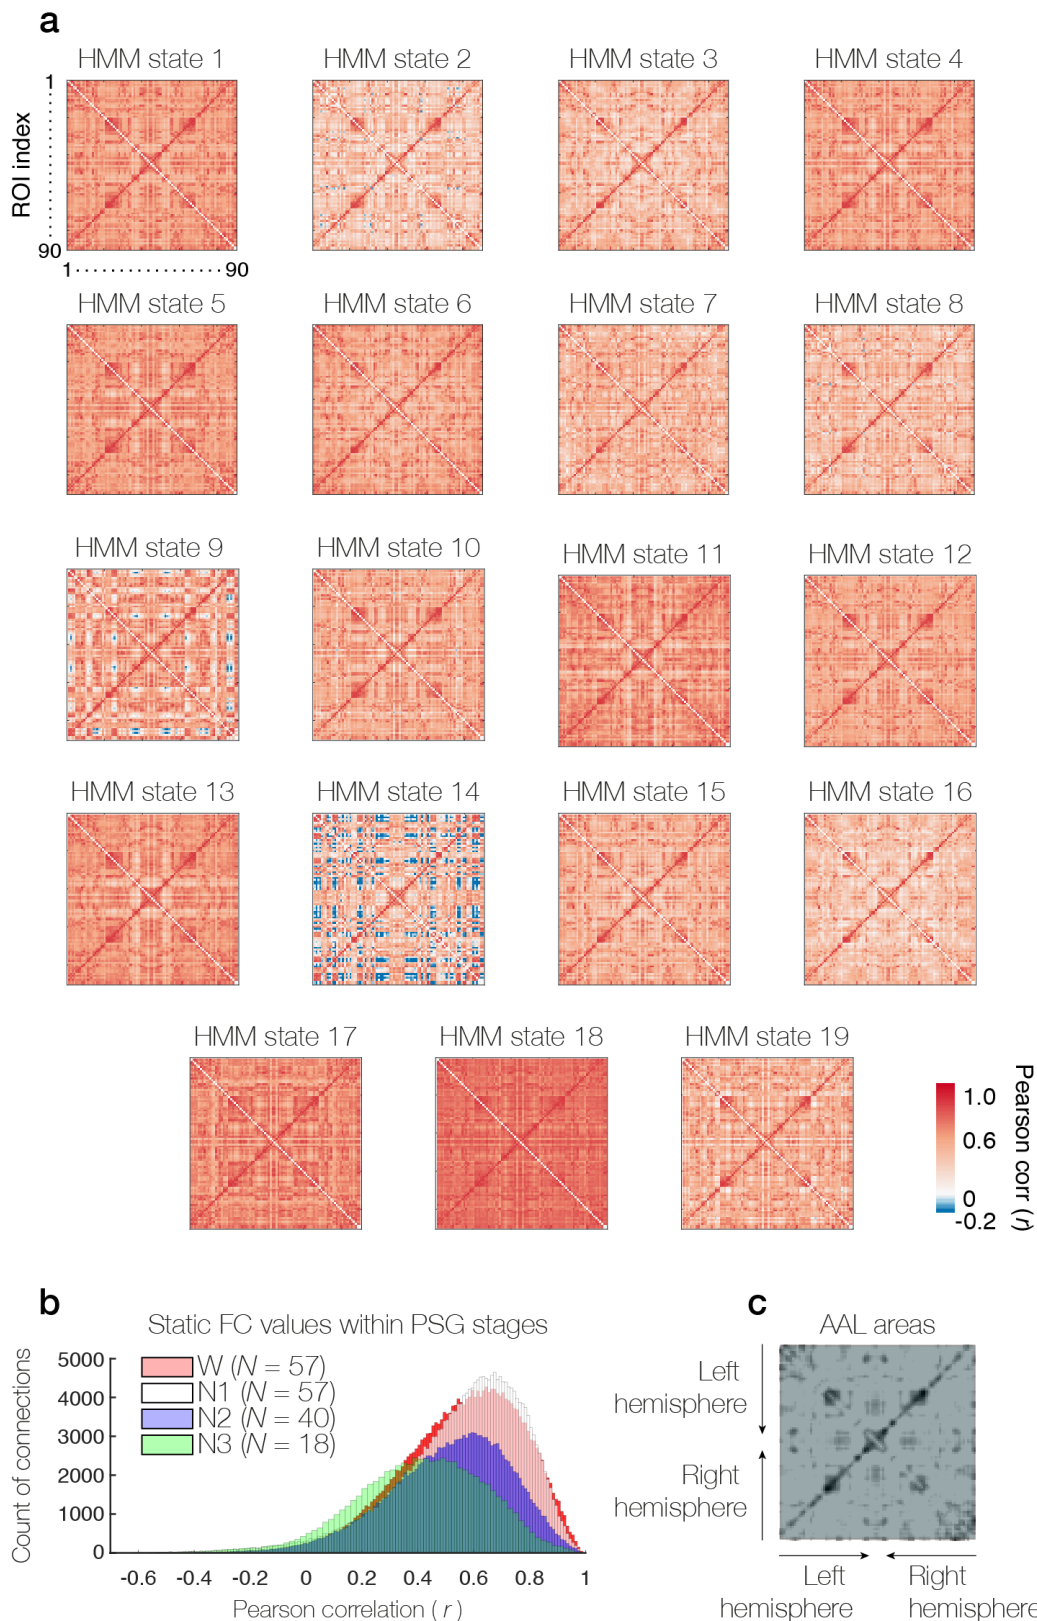 a
HMM state 1 HMM state 2 HMM state 3 HMM state 4
1
ROI index
90
1 90
HMM state 5 HMM state 6 HMM state 7 HMM state 8
HMM state 9 HMM state 10 HMM state 11 HMM state 12
HMM state 13 HMM state 14 HMM state 15 HMM state 16
HMM state 17 HMM state 18 HMM state 19
1.0
0.6
0
-0.2
Pearson corr (r)
b
Static FC values within PSG stages
W (N = 57)
N1 (N = 57)
N2 (N = 40)
N3 (N = 18)
Count of connections
5000
4000
3000
2000
1000
0
-0.6 -0.4 -0.2 0 0.2 0.4 0.6 0.8 1
Pearson correlation (r)
c
AAL areas
Left
hemisphere
Right
hemisphere
Left Right
hemisphere hemisphere